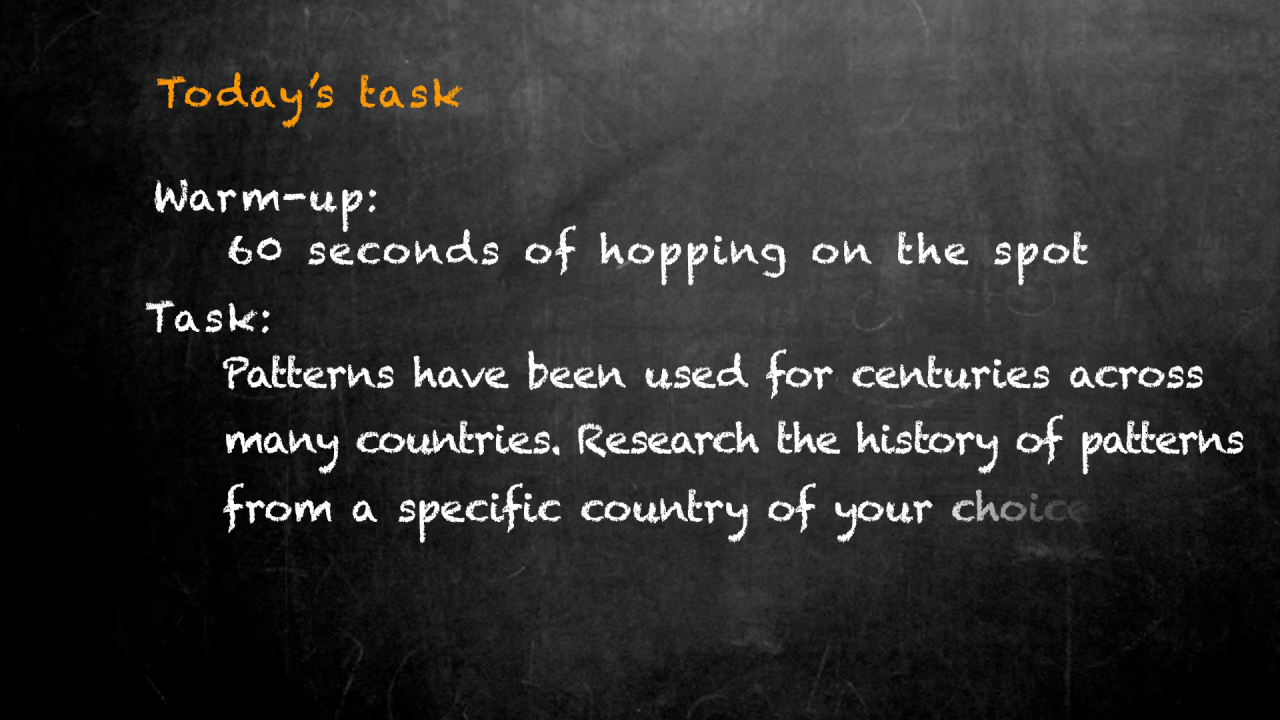 Today's task
Warm-up:
60 seconds of hopping on the spot
Task:
Patterns have been used for centuries across
many countries. Research the history of patterns
from a specific country of your choice